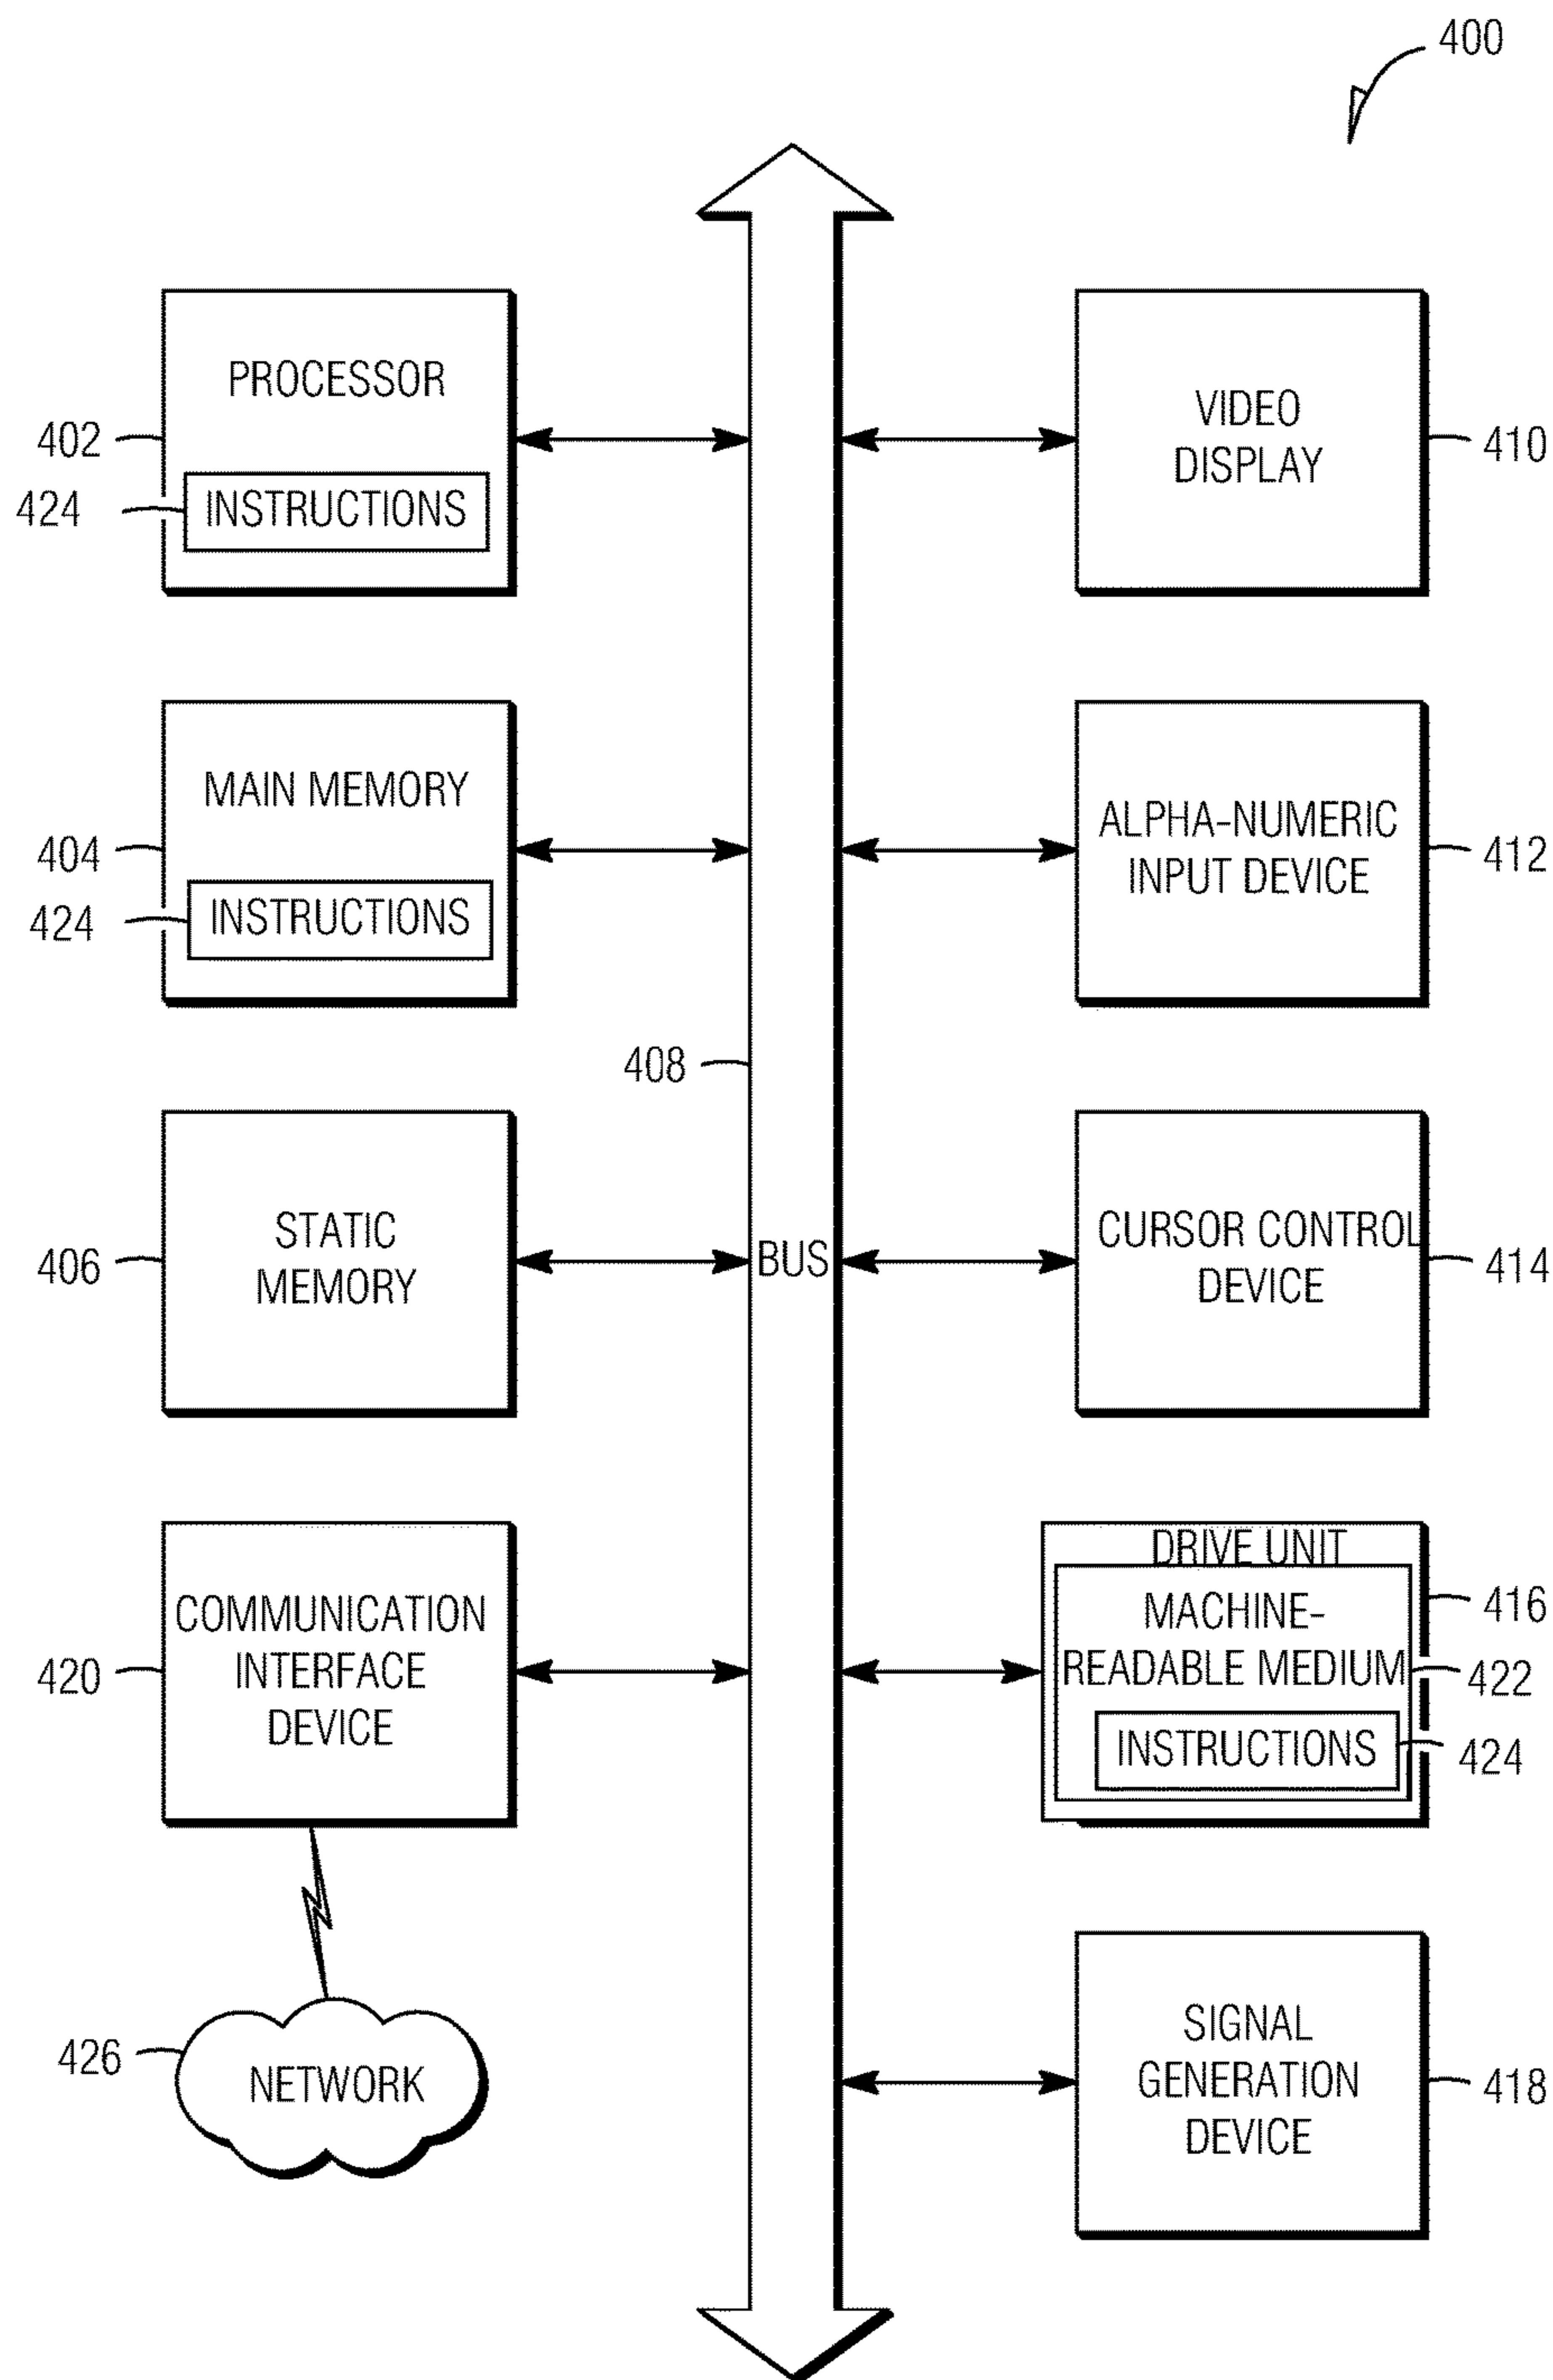 400
PROCESSOR
402
424
INSTRUCTIONS
VIDEO
DISPLAY
410
MAIN MEMORY
404
424
INSTRUCTIONS
ALPHA-NUMERIC
INPUT DEVICE
412
408
STATIC
MEMORY
406
BUS
CURSOR CONTROL
DEVICE
414
COMMUNICATION
INTERFACE
DEVICE
420
DRIVE UNIT
416
MACHINE-
READABLE MEDIUM
422
INSTRUCTIONS
424
426
NETWORK
SIGNAL
GENERATION
DEVICE
418